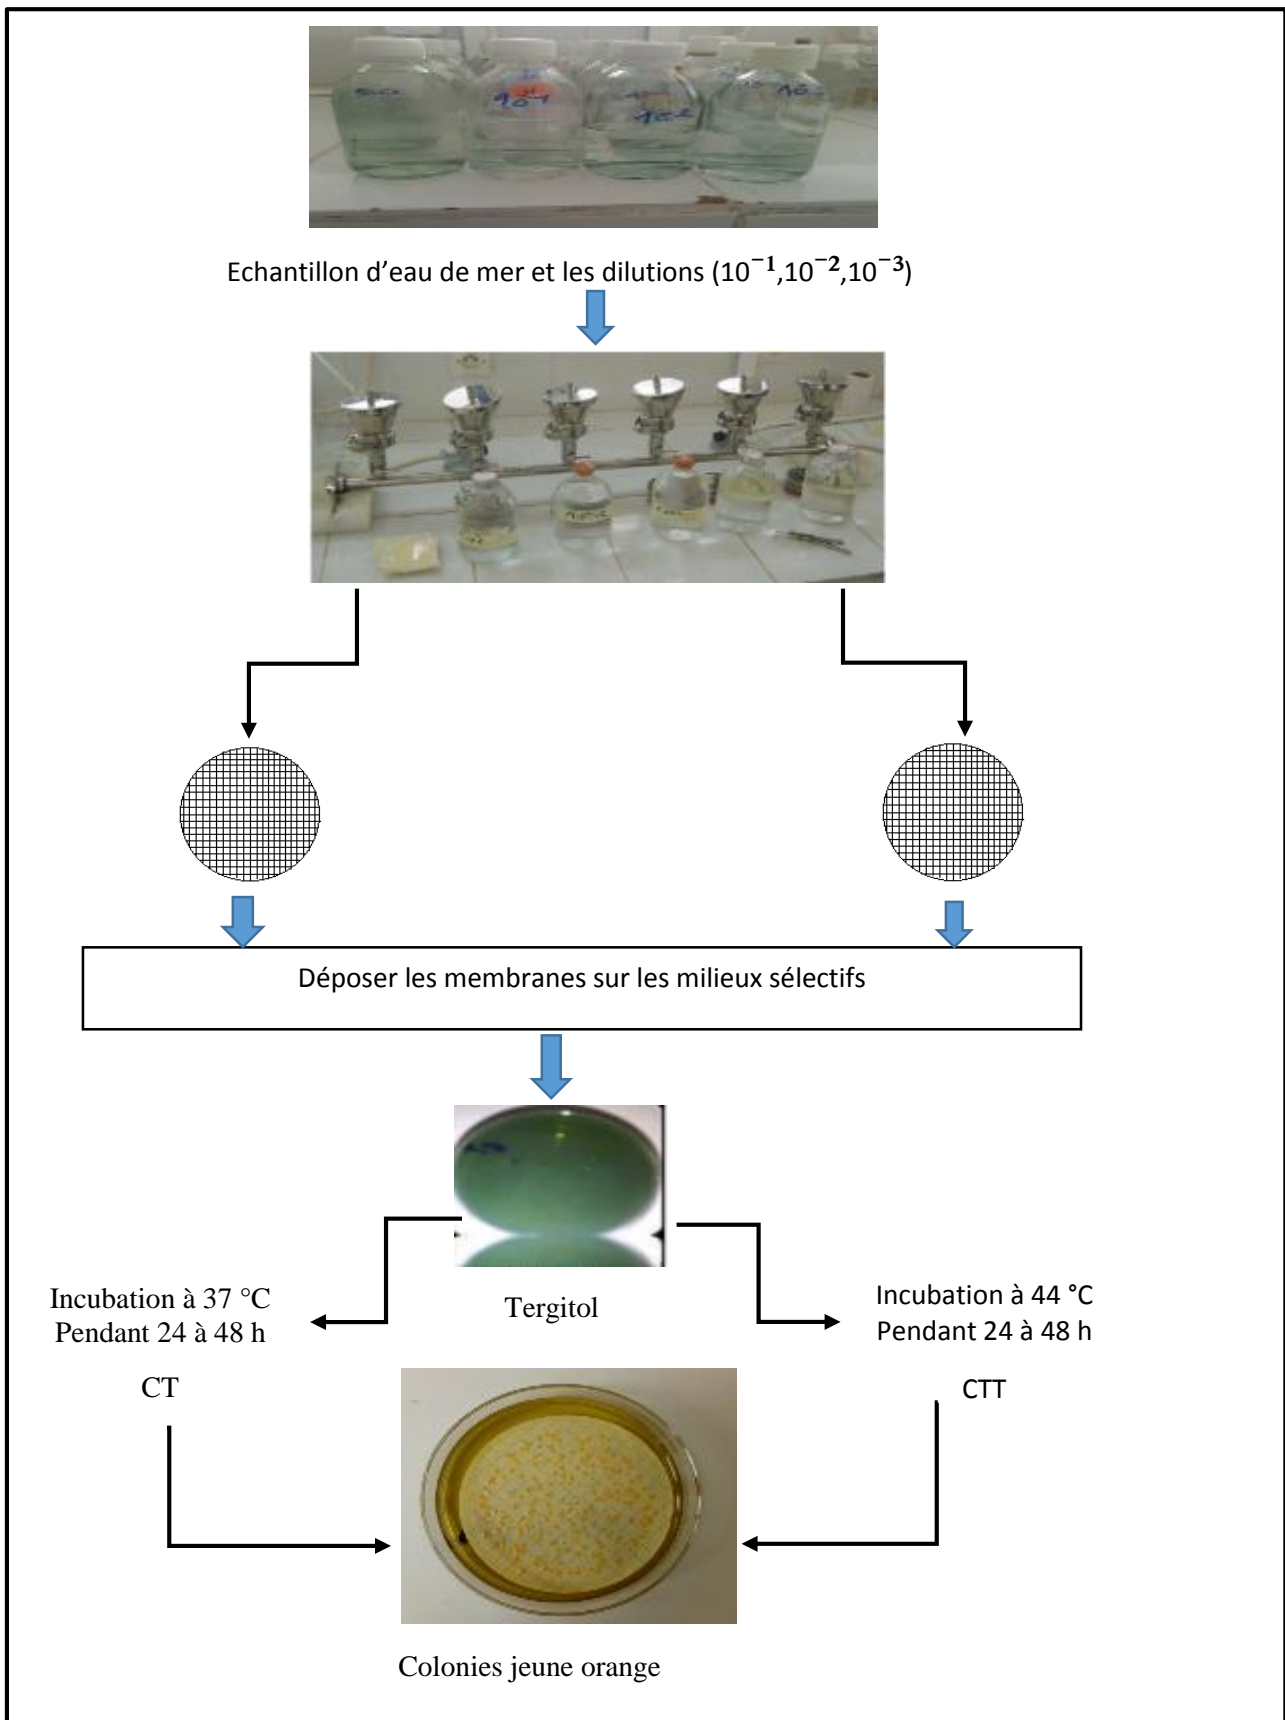 Echantillon d'eau de mer et les dilutions (10⁻¹,10⁻²,10⁻³)
Déposer les membranes sur les milieux sélectifs
Incubation à 37 °C
Pendant 24 à 48 h
CT
Tergitol
Incubation à 44 °C
Pendant 24 à 48 h
CTT
Colonies jeune orange